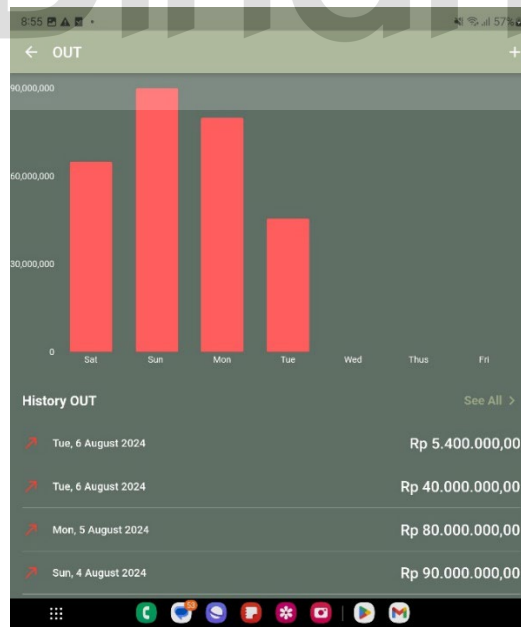 8:55 57%
OUT
90,000,000
60,000,000
30,000,000
0
Sat Sun Mon Tue Wed Thus Fri
History OUT See All >
Tue, 6 August 2024 Rp 5.400.000,00
Tue, 6 August 2024 Rp 40.000.000,00
Mon, 5 August 2024 Rp 80.000.000,00
Sun, 4 August 2024 Rp 90.000.000,00
53